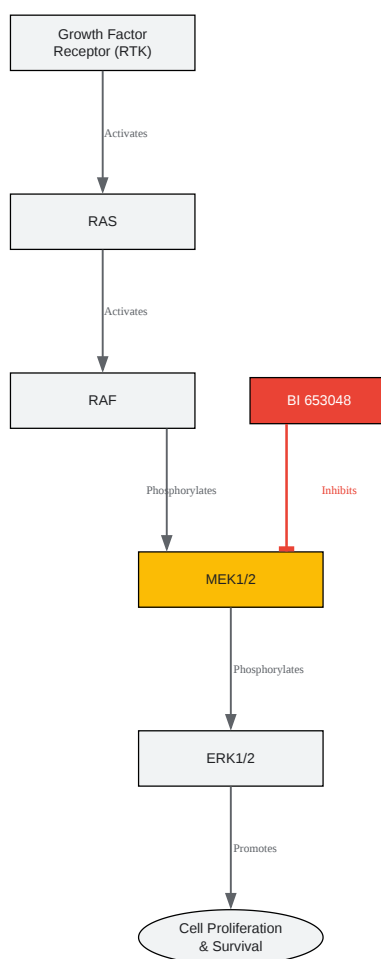 Growth Factor
Receptor (RTK)
Activates
RAS
Activates
RAF
BI 653048
Phosphorylates
Inhibits
MEK1/2
Phosphorylates
ERK1/2
Promotes
Cell Proliferation
& Survival